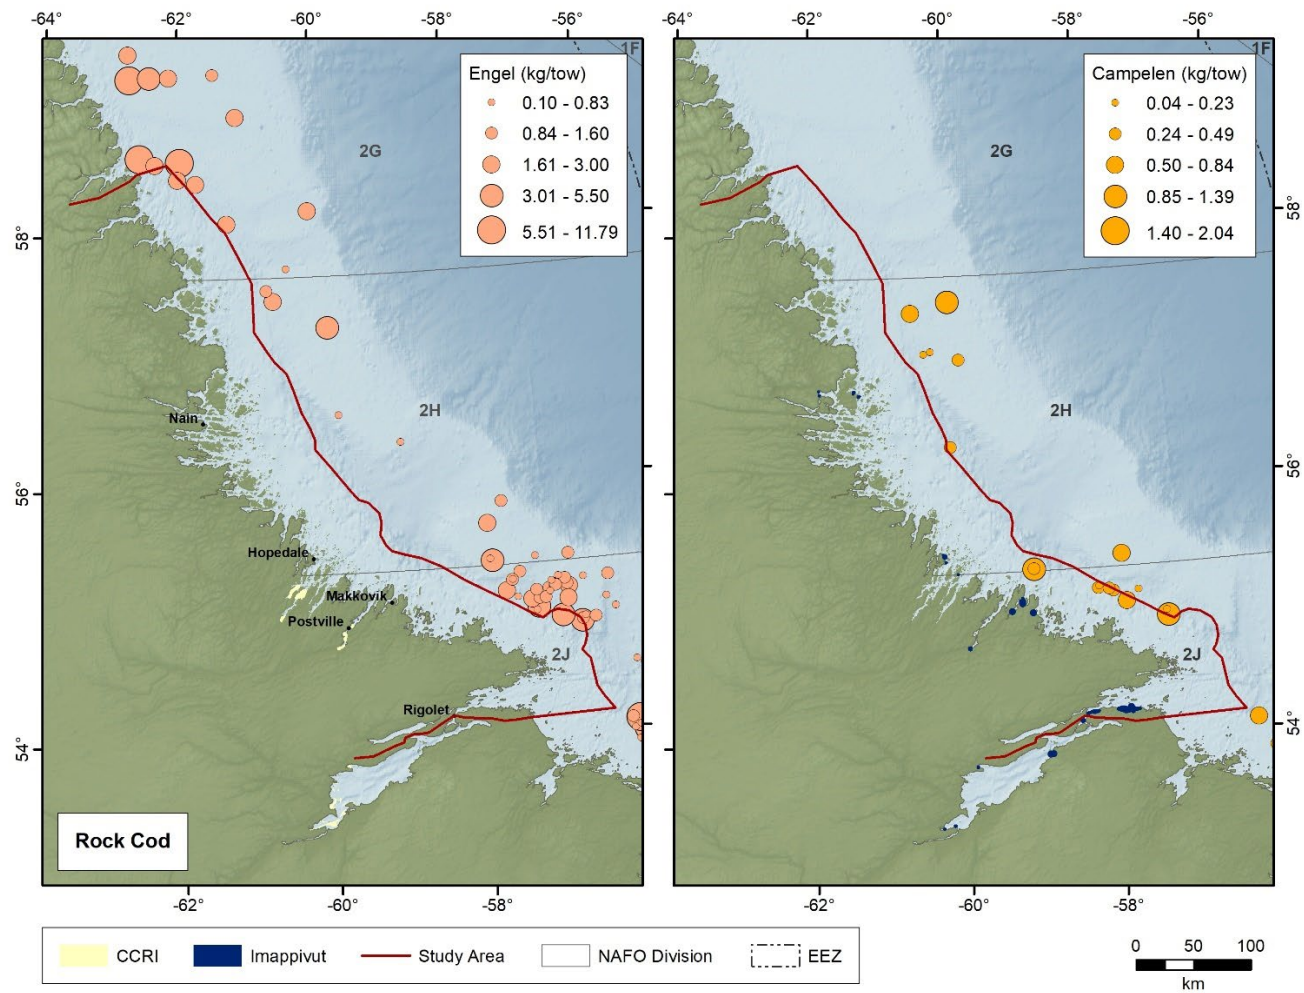 -64° -62° -60° -58° -56° -62° -60° -58° -56°
1F 1F
Engel (kg/tow)
0.10 - 0.83
0.84 - 1.60
1.61 - 3.00
3.01 - 5.50
5.51 - 11.79
Campelen (kg/tow)
0.04 - 0.23
0.24 - 0.49
0.50 - 0.84
0.85 - 1.39
1.40 - 2.04
2G 2G
58° 58°
2H 2H
Nain
56° 56°
Hopedale
Makkovik
Postville
2J 2J
Rigolet
54° 54°
Rock Cod
-62° -60° -58° -62° -60° -58°
CCRI Imappivut Study Area NAFO Division EEZ
0 50 100
km